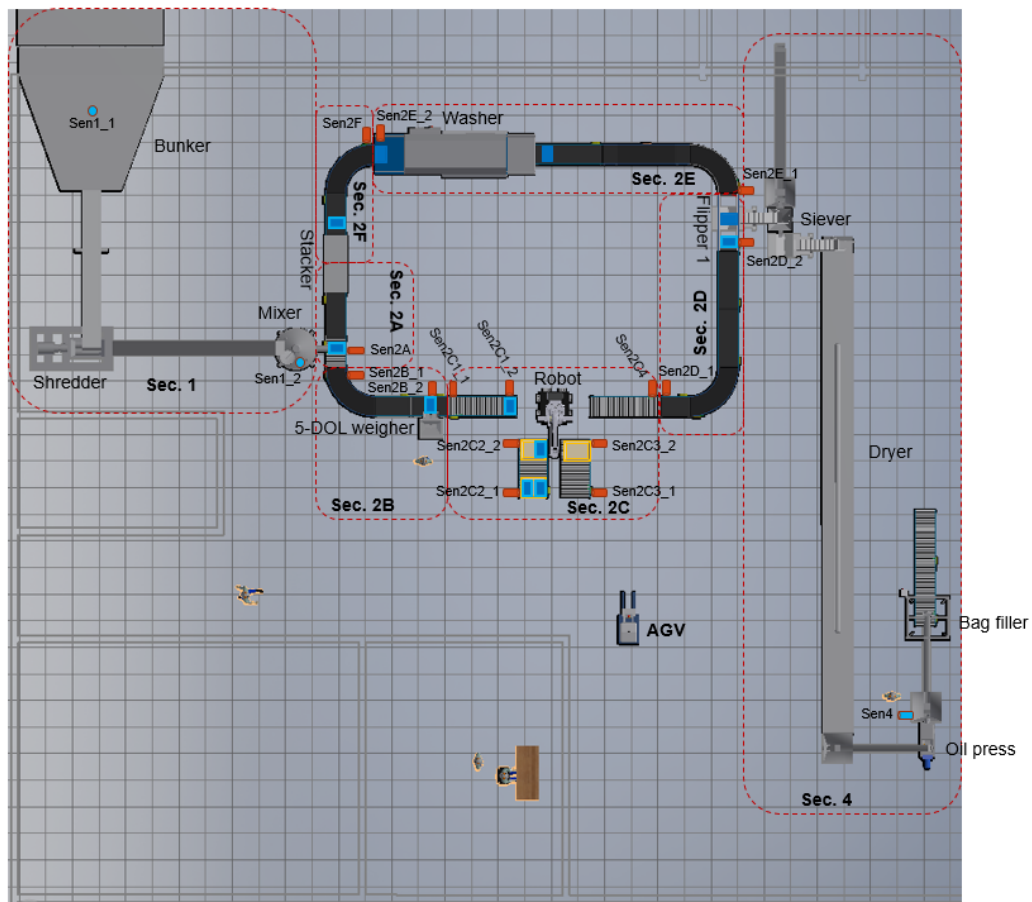 Sen1_1
Bunker
Shredder
Sec. 1
Mixer
Sen1_2
Stacker
Sec. 2F
Sen2F
Sen2E_2
Washer
Sec. 2E
Sen2E_1
Flipper 1
Siever
Sen2D_2
Sec. 2D
Sec. 2A
Sen2A
Sen2B_1
Sen2B_2
5-DOL weigher
Sec. 2B
Sen2C1_1
Sen2C1_2
Robot
Sen2C4
Sen2D_1
Sen2C2_2
Sen2C3_2
Sen2C2_1
Sen2C3_1
Sec. 2C
AGV
Dryer
Bag filler
Sen4
Oil press
Sec. 4